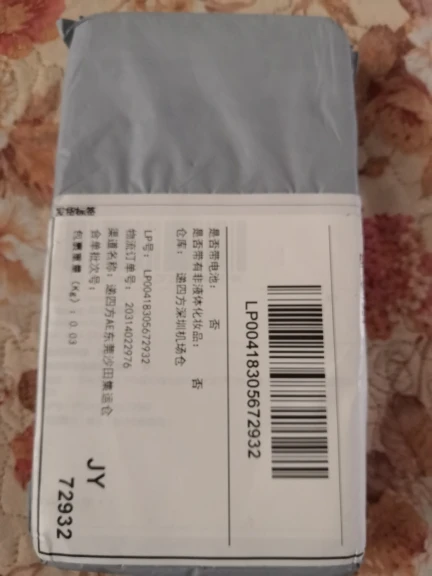 LP00418305672932
是否带电池： 否
是否带有非液体化妆品： 否
仓库： 递四方深圳机场仓
LP号： LP00418305672932
物流订单号： 20314022976
渠道名称：递四方AE东莞沙田集运仓
合单批次号：
包裹重量(Kg)：0.03
JY
72932